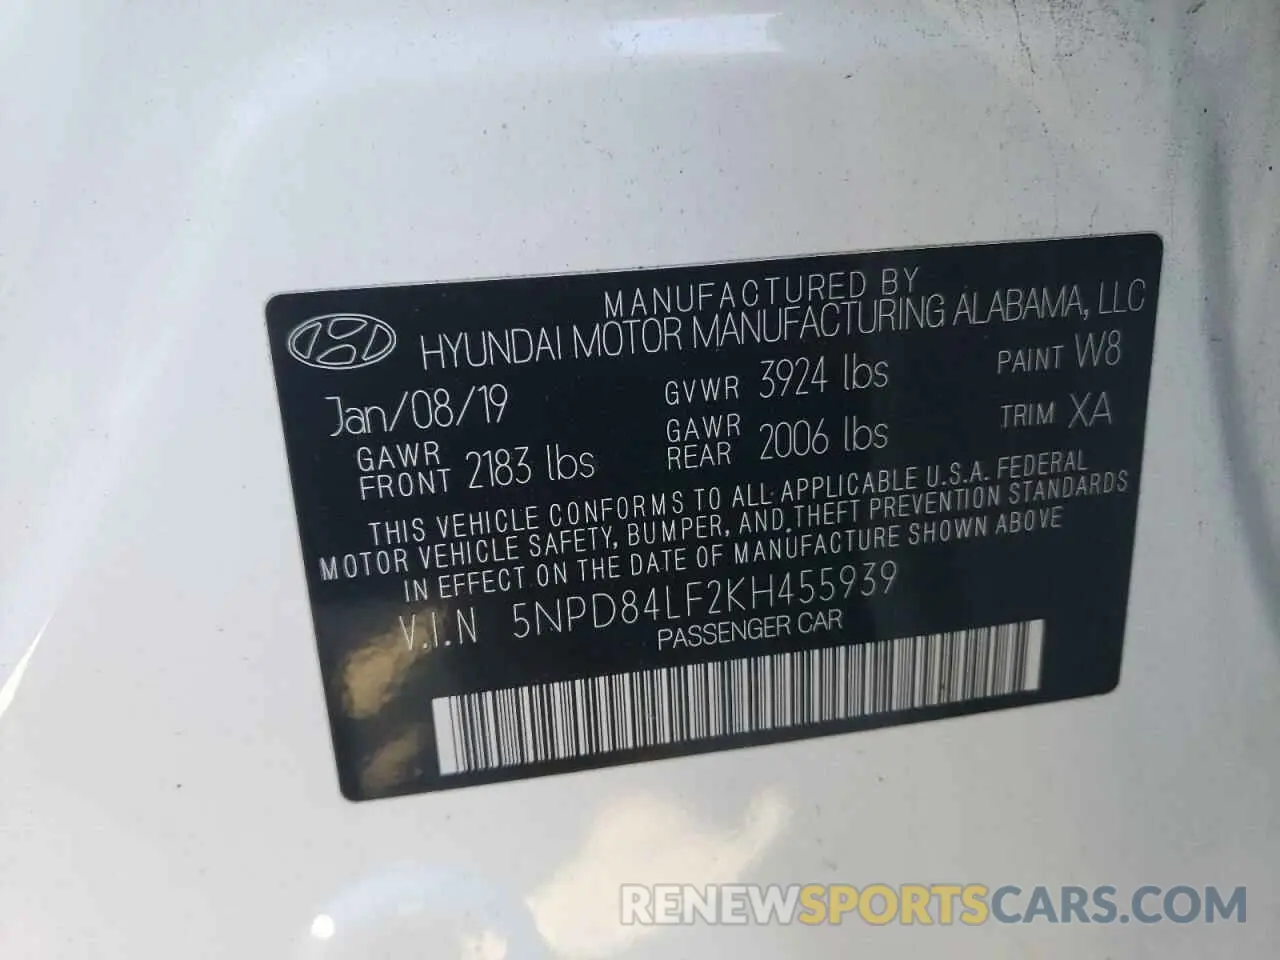 MANUFACTURED BY
HYUNDAI MOTOR MANUFACTURING ALABAMA, LLC
Jan/08/19 GVWR 3924 lbs PAINT W8
GAWR FRONT 2183 lbs GAWR REAR 2006 lbs TRIM XA
THIS VEHICLE CONFORMS TO ALL APPLICABLE U.S.A. FEDERAL
MOTOR VEHICLE SAFETY, BUMPER, AND THEFT PREVENTION STANDARDS
IN EFFECT ON THE DATE OF MANUFACTURE SHOWN ABOVE
V.I.N 5NPD84LF2KH455939
PASSENGER CAR
RENEWSPORTSCARS.COM